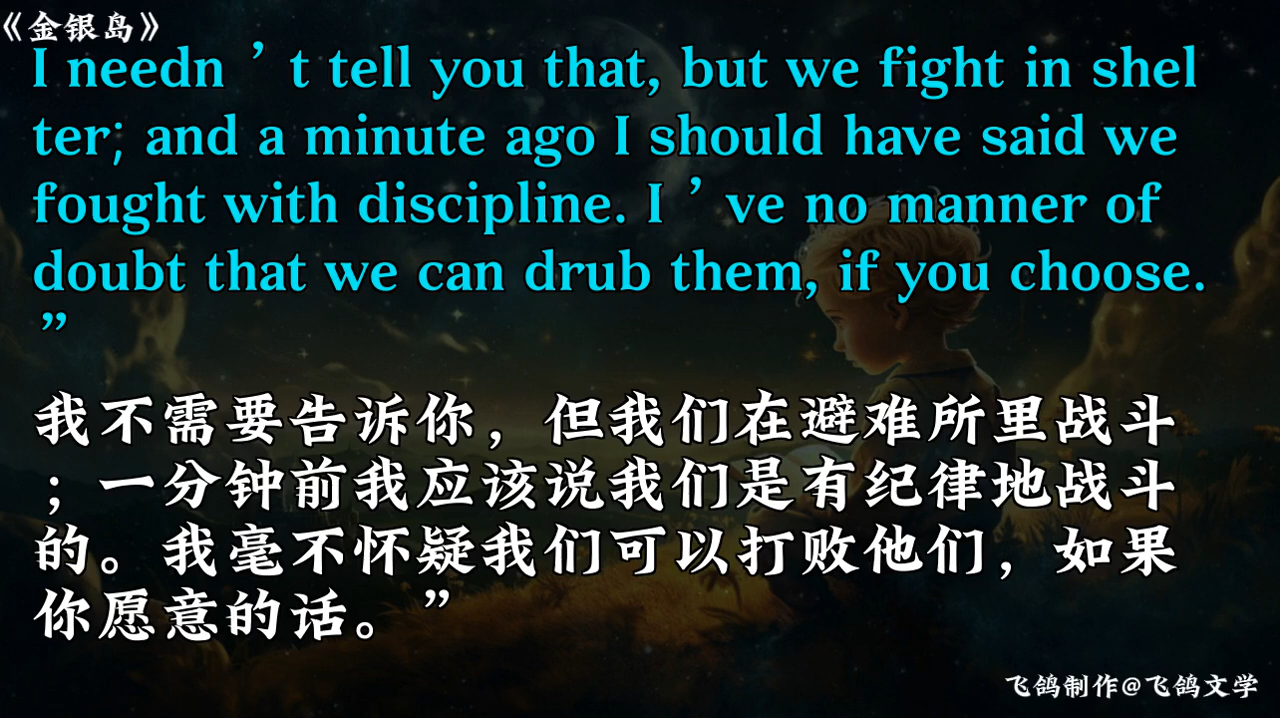 《金银岛》
I needn ’ t tell you that, but we fight in shel
ter; and a minute ago I should have said we
fought with discipline. I ’ ve no manner of
doubt that we can drub them, if you choose.
”
我不需要告诉你，但我们在避难所里战斗
；一分钟前我应该说我们是有纪律地战斗
的。我毫不怀疑我们可以打败他们，如果
你愿意的话。”
飞鸽制作@飞鸽文学